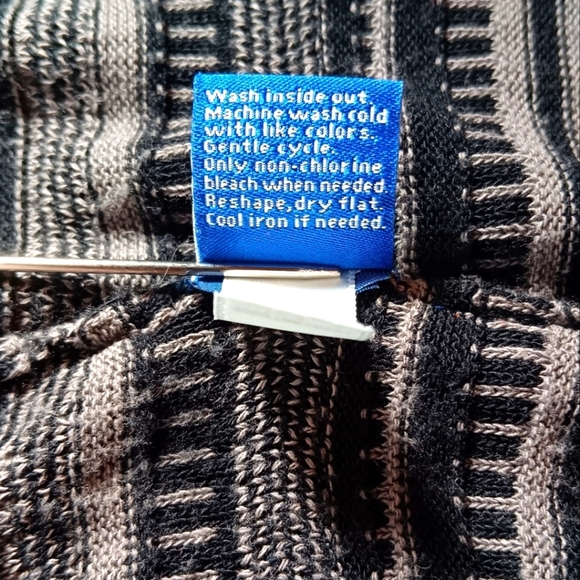 Wash inside out.
Machine wash cold
with like colors.
Gentle cycle.
Only non-chlorine
bleach when needed.
Reshape, dry flat.
Cool iron if needed.